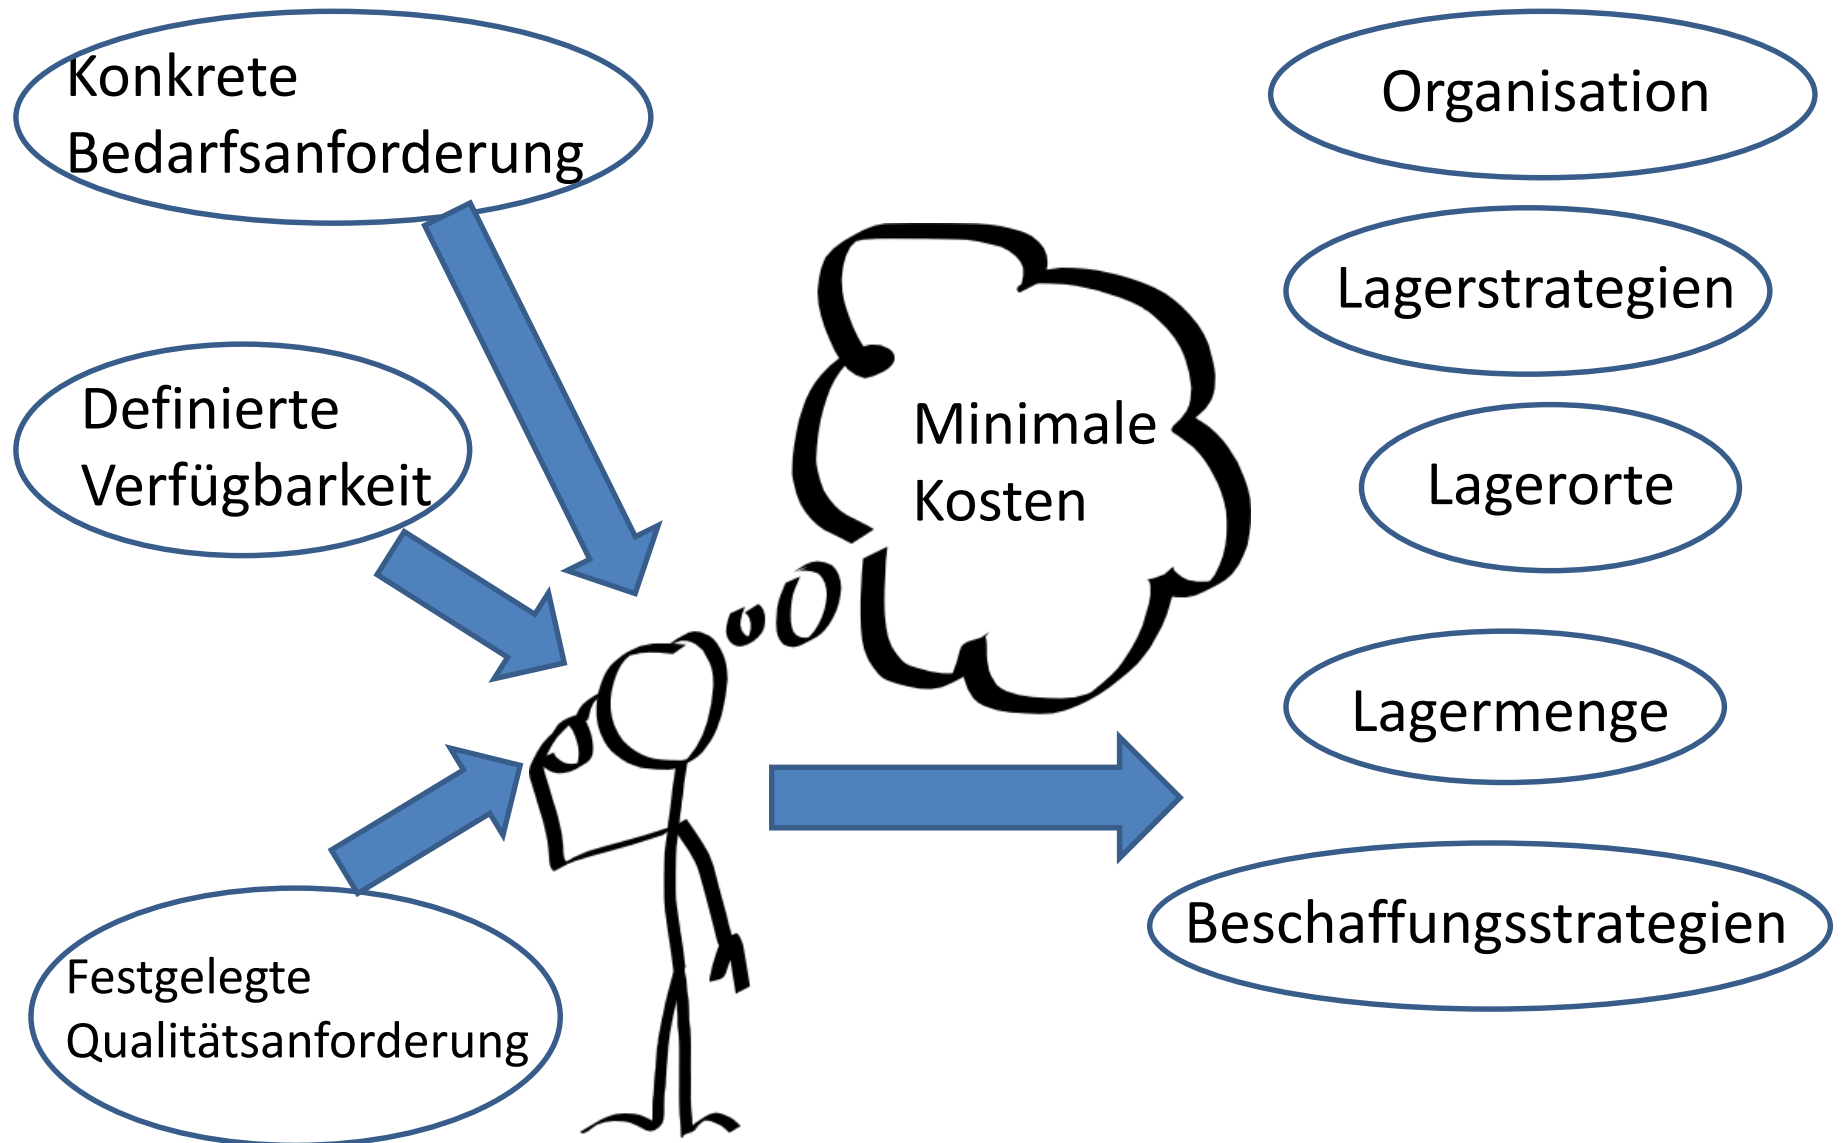 Konkrete
Bedarfsanforderung
Definierte
Verfügbarkeit
Festgelegte
Qualitätsanforderung
Minimale
Kosten
Organisation
Lagerstrategien
Lagerorte
Lagermenge
Beschaffungsstrategien